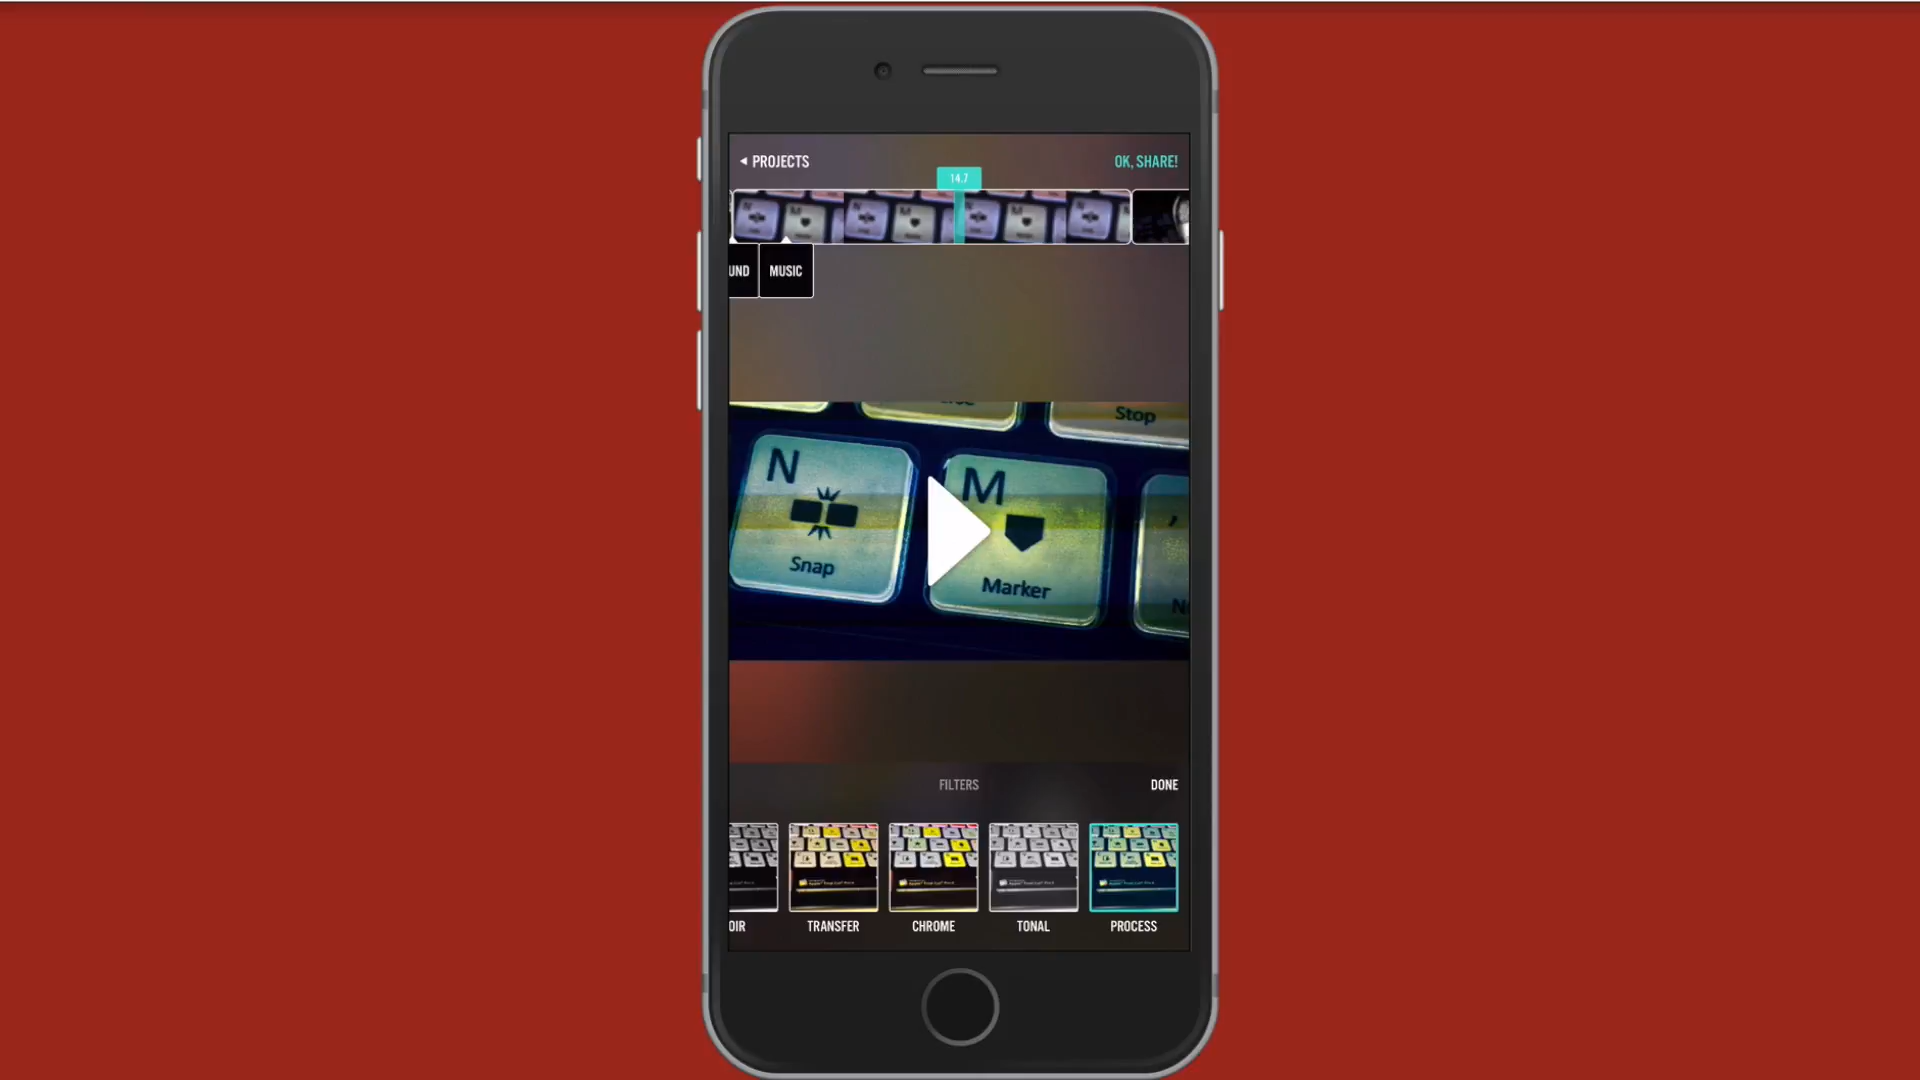 PROJECTS
OK, SHARE!
14.7
UND
MUSIC
Stop
N
M
,
Snap
Marker
FILTERS
DONE
OIR
TRANSFER
CHROME
TONAL
PROCESS